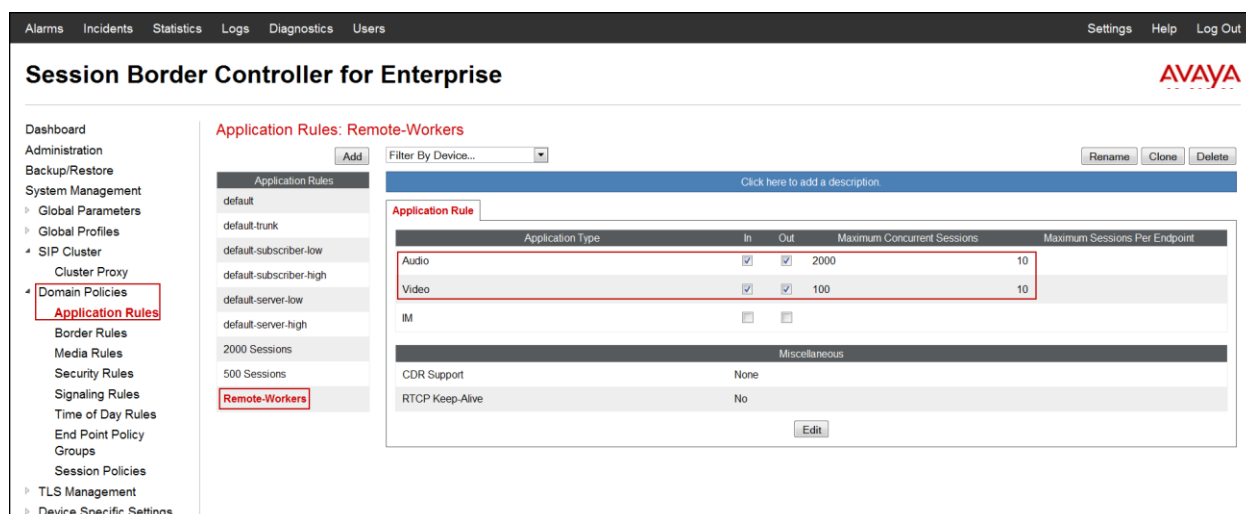 Alarms Incidents Statistics Logs Diagnostics Users Settings Help Log Out
Session Border Controller for Enterprise
AVAYA
Dashboard
Administration
Backup/Restore
System Management
Global Parameters
Global Profiles
SIP Cluster
Cluster Proxy
Domain Policies
Application Rules
Border Rules
Media Rules
Security Rules
Signaling Rules
Time of Day Rules
End Point Policy
Groups
Session Policies
TLS Management
Device Specific Settings
Application Rules: Remote-Workers
Add
Filter By Device...
Rename Clone Delete
Application Rules
default
default-trunk
default-subscriber-low
default-subscriber-high
default-server-low
default-server-high
2000 Sessions
500 Sessions
Remote-Workers
Click here to add a description.
Application Rule
Application Type In Out Maximum Concurrent Sessions Maximum Sessions Per Endpoint
Audio 2000 10
Video 100 10
IM
Miscellaneous
CDR Support None
RTCP Keep-Alive No
Edit